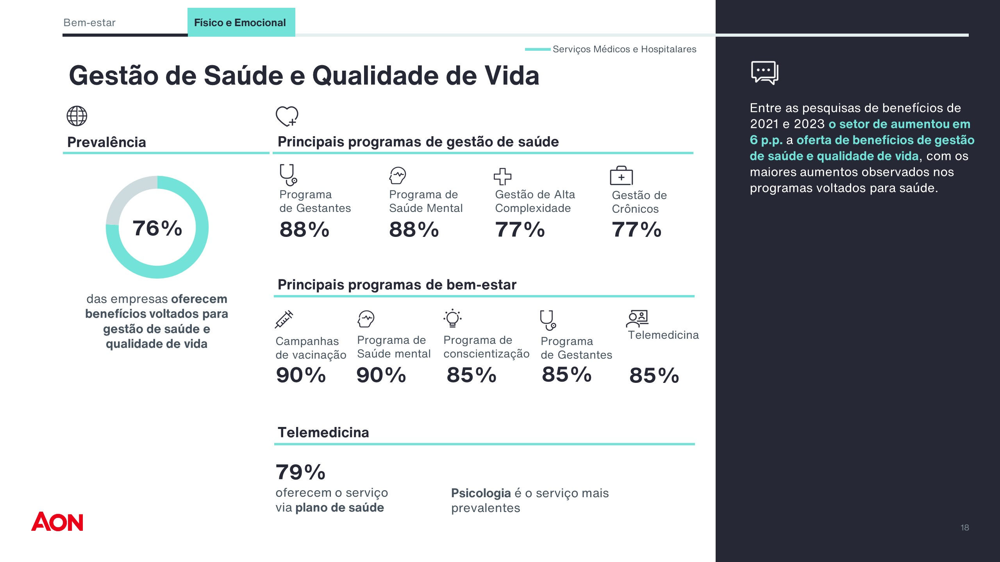 Bem-estar
Físico e Emocional
Serviços Médicos e Hospitalares
Gestão de Saúde e Qualidade de Vida
Prevalência
76%
das empresas oferecem
benefícios voltados para
gestão de saúde e
qualidade de vida
Principais programas de gestão de saúde
Programa
de Gestantes
88%
Programa de
Saúde Mental
88%
Gestão de Alta
Complexidade
77%
Gestão de
Crônicos
77%
Principais programas de bem-estar
Campanhas
de vacinação
90%
Programa de
Saúde mental
90%
Programa de
conscientização
85%
Programa
de Gestantes
85%
Telemedicina
85%
Telemedicina
79%
oferecem o serviço
via plano de saúde
Psicologia é o serviço mais
prevalentes
Entre as pesquisas de benefícios de
2021 e 2023 o setor de aumentou em
6 p.p. a oferta de benefícios de gestão
de saúde e qualidade de vida, com os
maiores aumentos observados nos
programas voltados para saúde.
AON
18